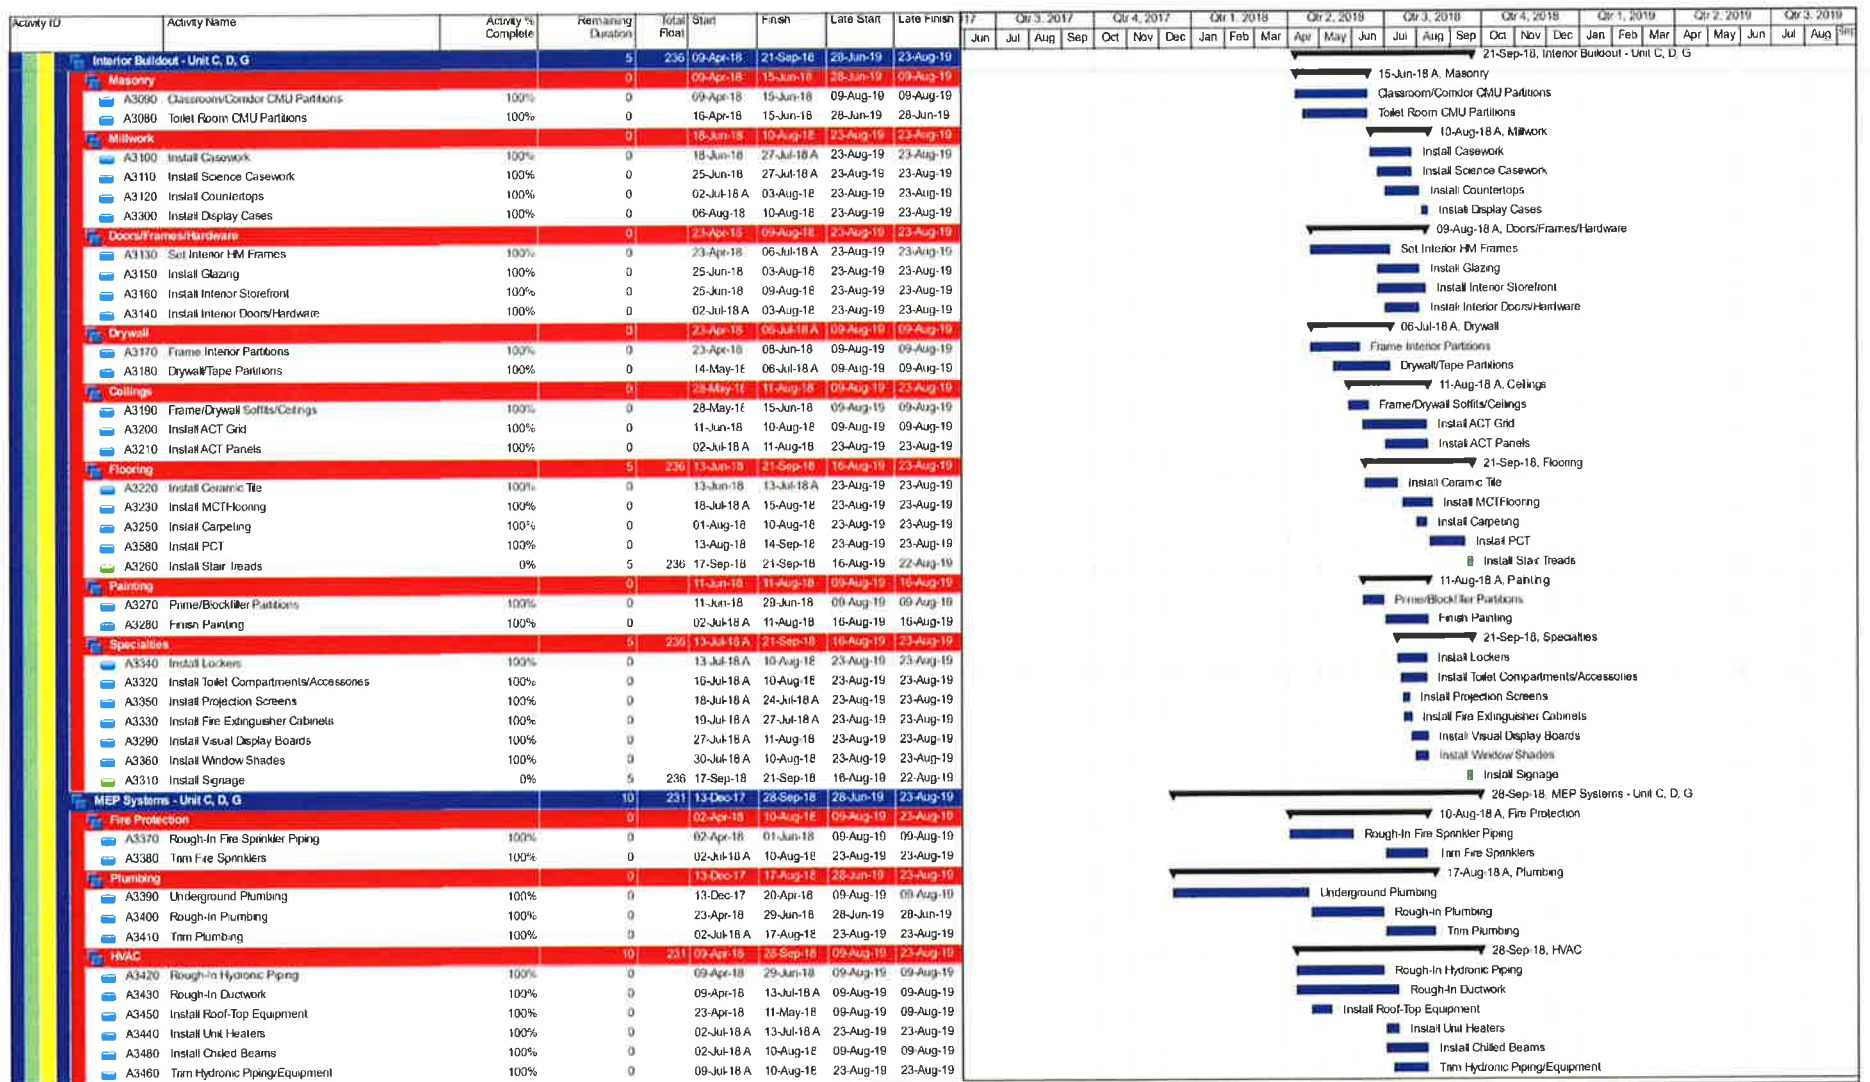 Activity ID Activity Name Activity % Complete Remaining Duration Total Float Start Finish Late Start Late Finish 17 Qtr 3, 2017 Qtr 4, 2017 Qtr 1, 2018 Qtr 2, 2018 Qtr 3, 2018 Qtr 4, 2018 Qtr 1, 2019 Qtr 2, 2019 Qtr 3, 2019
Jun Jul Aug Sep Oct Nov Dec Jan Feb Mar Apr May Jun Jul Aug Sep Oct Nov Dec Jan Feb Mar Apr May Jun Jul Aug Sep
Interior Buildout - Unit C, D, G 5 236 09-Apr-18 21-Sep-18 28-Jun-19 23-Aug-19 21-Sep-18, Interior Buildout - Unit C, D, G
Masonry 0 09-Apr-18 15-Jun-18 28-Jun-19 09-Aug-19 15-Jun-18 A, Masonry
A3090 Classroom/Corridor CMU Partitions 100% 0 09-Apr-18 15-Jun-18 09-Aug-19 09-Aug-19 Classroom/Corridor CMU Partitions
A3080 Toilet Room CMU Partitions 100% 0 16-Apr-18 15-Jun-18 28-Jun-19 28-Jun-19 Toilet Room CMU Partitions
Millwork 0 18-Jun-18 10-Aug-18 23-Aug-19 23-Aug-19 10-Aug-18 A, Millwork
A3100 Install Casework 100% 0 18-Jun-18 27-Jul-18 A 23-Aug-19 23-Aug-19 Install Casework
A3110 Install Science Casework 100% 0 25-Jun-18 27-Jul-18 A 23-Aug-19 23-Aug-19 Install Science Casework
A3120 Install Countertops 100% 0 02-Jul-18 A 03-Aug-18 23-Aug-19 23-Aug-19 Install Countertops
A3300 Install Display Cases 100% 0 06-Aug-18 10-Aug-18 23-Aug-19 23-Aug-19 Install Display Cases
Doors/Frames/Hardware 0 23-Apr-18 09-Aug-18 23-Aug-19 23-Aug-19 09-Aug-18 A, Doors/Frames/Hardware
A3130 Set Interior HM Frames 100% 0 23-Apr-18 06-Jul-18 A 23-Aug-19 23-Aug-19 Set Interior HM Frames
A3150 Install Glazing 100% 0 25-Jun-18 03-Aug-18 23-Aug-19 23-Aug-19 Install Glazing
A3160 Install Interior Storefront 100% 0 25-Jun-18 09-Aug-18 23-Aug-19 23-Aug-19 Install Interior Storefront
A3140 Install Interior Doors/Hardware 100% 0 02-Jul-18 A 03-Aug-18 23-Aug-19 23-Aug-19 Install Interior Doors/Hardware
Drywall 0 23-Apr-18 06-Jul-18 A 09-Aug-19 09-Aug-19 06-Jul-18 A, Drywall
A3170 Frame Interior Partitions 100% 0 23-Apr-18 08-Jun-18 09-Aug-19 09-Aug-19 Frame Interior Partitions
A3180 Drywall/Tape Partitions 100% 0 14-May-18 06-Jul-18 A 09-Aug-19 09-Aug-19 Drywall/Tape Partitions
Ceilings 0 28-May-18 11-Aug-18 09-Aug-19 23-Aug-19 11-Aug-18 A, Ceilings
A3190 Frame/Drywall Soffits/Ceilings 100% 0 28-May-18 15-Jun-18 09-Aug-19 09-Aug-19 Frame/Drywall Soffits/Ceilings
A3200 Install ACT Grid 100% 0 11-Jun-18 10-Aug-18 09-Aug-19 09-Aug-19 Install ACT Grid
A3210 Install ACT Panels 100% 0 02-Jul-18 A 11-Aug-18 23-Aug-19 23-Aug-19 Install ACT Panels
Flooring 5 236 13-Jun-18 21-Sep-18 16-Aug-19 23-Aug-19 21-Sep-18, Flooring
A3220 Install Ceramic Tile 100% 0 13-Jun-18 13-Jul-18 A 23-Aug-19 23-Aug-19 Install Ceramic Tile
A3230 Install MCTFlooring 100% 0 18-Jul-18 A 15-Aug-18 23-Aug-19 23-Aug-19 Install MCTFlooring
A3250 Install Carpeting 100% 0 01-Aug-18 10-Aug-18 23-Aug-19 23-Aug-19 Install Carpeting
A3580 Install PCT 100% 0 13-Aug-18 14-Sep-18 23-Aug-19 23-Aug-19 Install PCT
A3260 Install Stair Treads 0% 5 236 17-Sep-18 21-Sep-18 16-Aug-19 22-Aug-19 Install Stair Treads
Painting 0 11-Jun-18 11-Aug-18 09-Aug-19 16-Aug-19 11-Aug-18 A, Painting
A3270 Prime/Blockfiller Partitions 100% 0 11-Jun-18 29-Jun-18 09-Aug-19 09-Aug-19 Prime/Blockfiller Partitions
A3280 Finish Painting 100% 0 02-Jul-18 A 11-Aug-18 16-Aug-19 16-Aug-19 Finish Painting
Specialties 5 236 13-Jul-18 A 21-Sep-18 16-Aug-19 23-Aug-19 21-Sep-18, Specialties
A3340 Install Lockers 100% 0 13-Jul-18 A 10-Aug-18 23-Aug-19 23-Aug-19 Install Lockers
A3320 Install Toilet Compartments/Accessories 100% 0 16-Jul-18 A 10-Aug-18 23-Aug-19 23-Aug-19 Install Toilet Compartments/Accessories
A3350 Install Projection Screens 100% 0 18-Jul-18 A 24-Jul-18 A 23-Aug-19 23-Aug-19 Install Projection Screens
A3330 Install Fire Extinguisher Cabinets 100% 0 19-Jul-18 A 27-Jul-18 A 23-Aug-19 23-Aug-19 Install Fire Extinguisher Cabinets
A3290 Install Visual Display Boards 100% 0 27-Jul-18 A 11-Aug-18 23-Aug-19 23-Aug-19 Install Visual Display Boards
A3360 Install Window Shades 100% 0 30-Jul-18 A 10-Aug-18 23-Aug-19 23-Aug-19 Install Window Shades
A3310 Install Signage 0% 5 236 17-Sep-18 21-Sep-18 16-Aug-19 22-Aug-19 Install Signage
MEP Systems - Unit C, D, G 10 231 13-Dec-17 28-Sep-18 28-Jun-19 23-Aug-19 28-Sep-18, MEP Systems - Unit C, D, G
Fire Protection 0 02-Apr-18 10-Aug-18 09-Aug-19 23-Aug-19 10-Aug-18 A, Fire Protection
A3370 Rough-In Fire Sprinkler Piping 100% 0 02-Apr-18 01-Jun-18 09-Aug-19 09-Aug-19 Rough-In Fire Sprinkler Piping
A3380 Trim Fire Sprinklers 100% 0 02-Jul-18 A 10-Aug-18 23-Aug-19 23-Aug-19 Trim Fire Sprinklers
Plumbing 0 13-Dec-17 17-Aug-18 28-Jun-19 23-Aug-19 17-Aug-18 A, Plumbing
A3390 Underground Plumbing 100% 0 13-Dec-17 20-Apr-18 09-Aug-19 09-Aug-19 Underground Plumbing
A3400 Rough-In Plumbing 100% 0 23-Apr-18 29-Jun-18 28-Jun-19 28-Jun-19 Rough-In Plumbing
A3410 Trim Plumbing 100% 0 02-Jul-18 A 17-Aug-18 23-Aug-19 23-Aug-19 Trim Plumbing
HVAC 10 231 09-Apr-18 28-Sep-18 09-Aug-19 23-Aug-19 28-Sep-18, HVAC
A3420 Rough-In Hydronic Piping 100% 0 09-Apr-18 29-Jun-18 09-Aug-19 09-Aug-19 Rough-In Hydronic Piping
A3430 Rough-In Ductwork 100% 0 09-Apr-18 13-Jul-18 A 09-Aug-19 09-Aug-19 Rough-In Ductwork
A3450 Install Roof-Top Equipment 100% 0 23-Apr-18 11-May-18 09-Aug-19 09-Aug-19 Install Roof-Top Equipment
A3440 Install Unit Heaters 100% 0 02-Jul-18 A 13-Jul-18 A 23-Aug-19 23-Aug-19 Install Unit Heaters
A3480 Install Chilled Beams 100% 0 02-Jul-18 A 10-Aug-18 09-Aug-19 09-Aug-19 Install Chilled Beams
A3460 Trim Hydronic Piping/Equipment 100% 0 09-Jul-18 A 10-Aug-18 23-Aug-19 23-Aug-19 Trim Hydronic Piping/Equipment